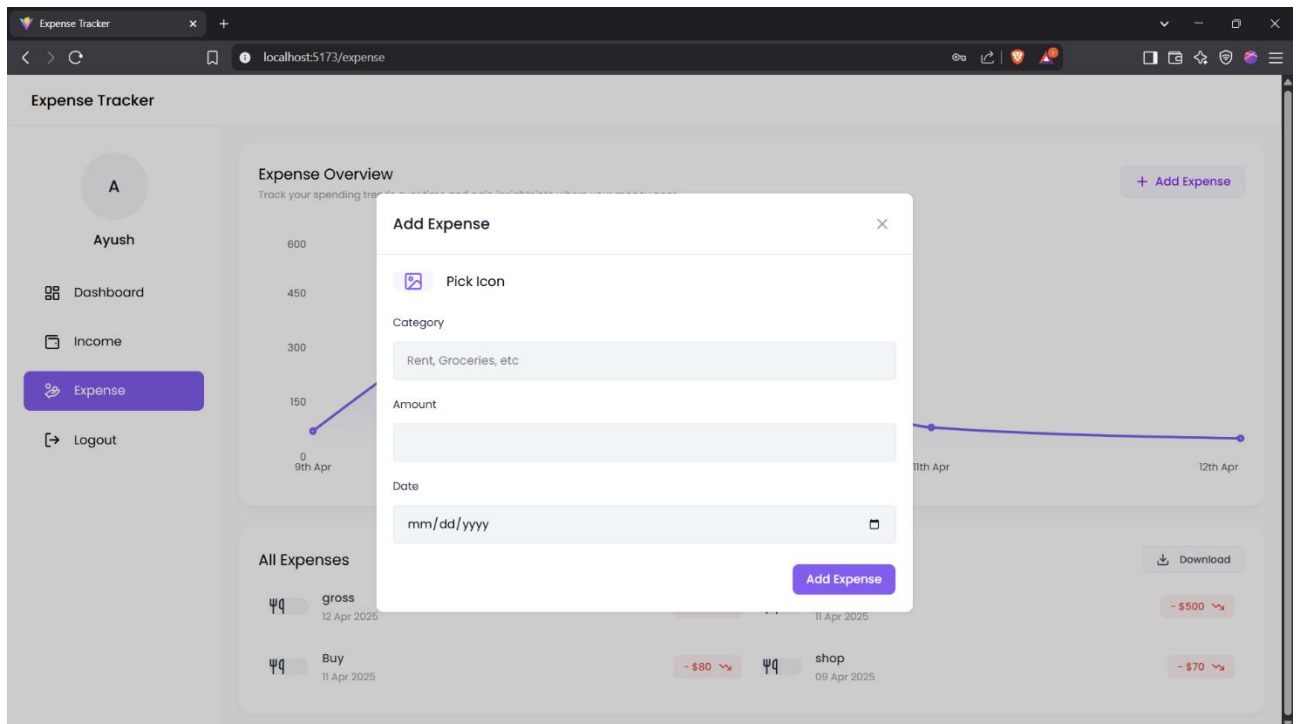 Expense Tracker
localhost:5173/expense
Expense Tracker
A
Ayush
Dashboard
Income
Expense
Logout
Expense Overview
Track your spending
+ Add Expense
600
450
300
150
0
9th Apr
11th Apr
12th Apr
Add Expense
Pick Icon
Category
Rent, Groceries, etc
Amount
Date
mm/dd/yyyy
Add Expense
All Expenses
Download
gross
12 Apr 2025
11 Apr 2025
- $500
Buy
11 Apr 2025
- $80
shop
09 Apr 2025
- $70